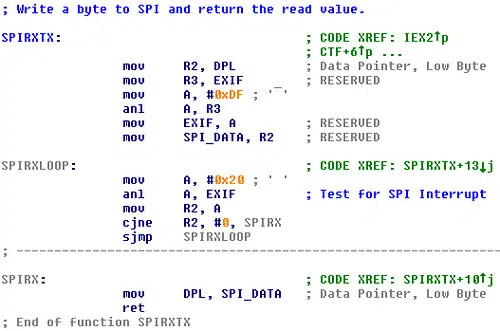 ; Write a byte to SPI and return the read value.
SPIRXTX: ; CODE XREF: IEX2↑p
; CTF+6↑p ...
mov R2, DPL ; Data Pointer, Low Byte
mov R3, EXIF _ ; RESERVED
mov A, #0xDF ; ' '
anl A, R3
mov EXIF, A ; RESERVED
mov SPI_DATA, R2 ; RESERVED
SPIRXLOOP: ; CODE XREF: SPIRXTX+13↓j
mov A, #0x20 ; ' '
anl A, EXIF ; Test for SPI Interrupt
mov R2, A
cjne R2, #0, SPIRX
sjmp SPIRXLOOP
; ---------------------------------------------------------------
SPIRX: ; CODE XREF: SPIRXTX+10↑j
mov DPL, SPI_DATA ; Data Pointer, Low Byte
ret
; End of function SPIRXTX